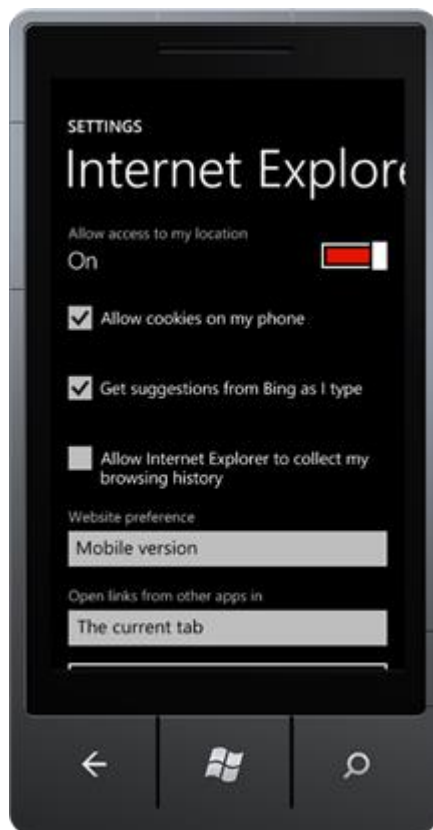 SETTINGS
Internet Explor
Allow access to my location
On
Allow cookies on my phone
Get suggestions from Bing as I type
Allow Internet Explorer to collect my
browsing history
Website preference
Mobile version
Open links from other apps in
The current tab